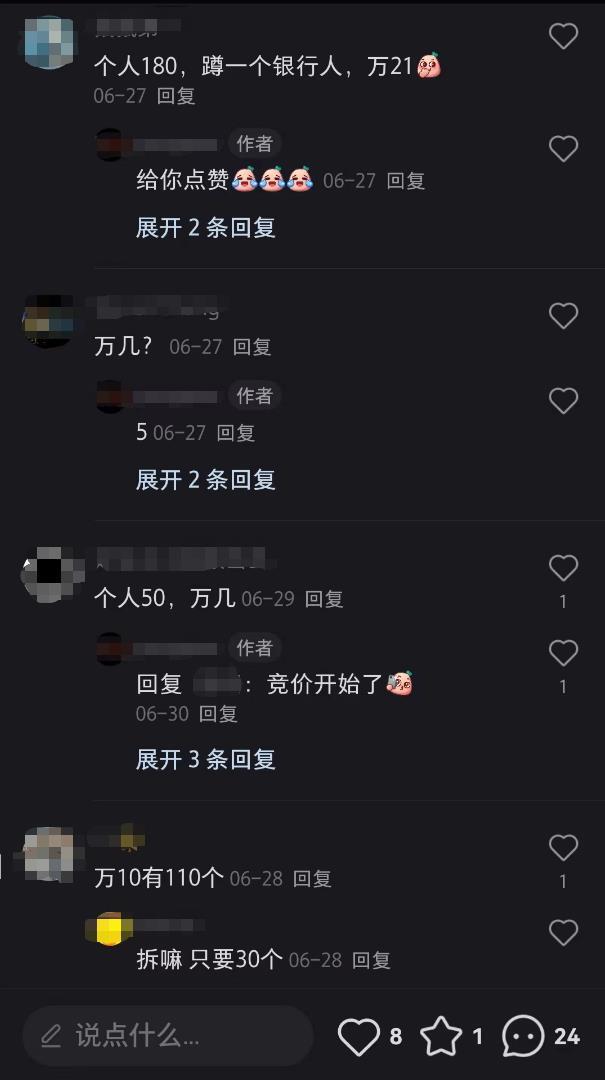 个人180，蹲一个银行人，万21
06-27 回复
作者
给你点赞 06-27 回复
展开 2 条回复
万几？ 06-27 回复
作者
5 06-27 回复
展开 2 条回复
个人50，万几 06-29 回复
1
作者
回复 ：竞价开始了
1
06-30 回复
展开 3 条回复
万10有110个 06-28 回复
1
拆嘛 只要30个 06-28 回复
说点什么... 8 1 24